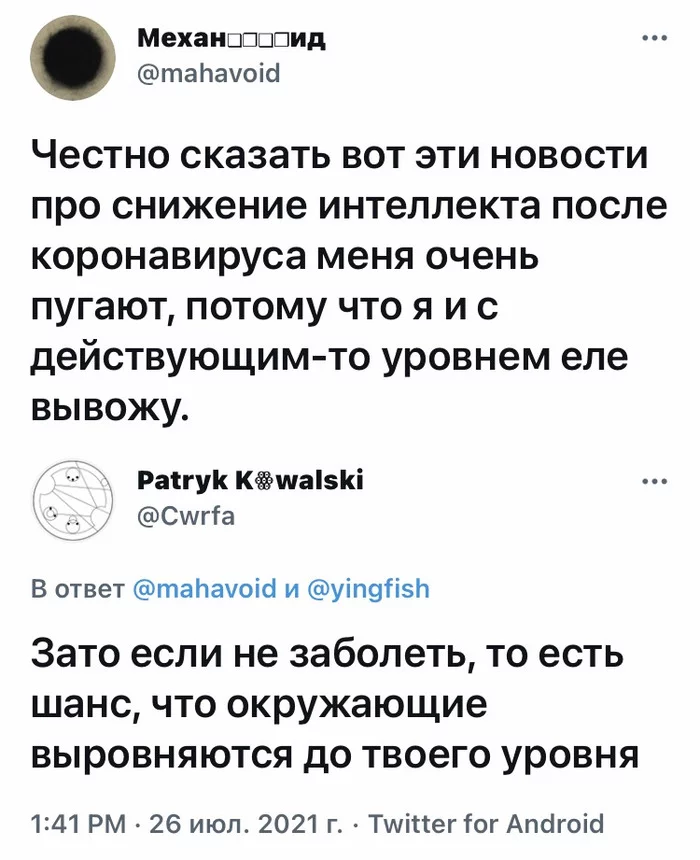 Механ□□□□ид
@mahavoid
Честно сказать вот эти новости
про снижение интеллекта после
коронавируса меня очень
пугают, потому что я и с
действующим-то уровнем еле
вывожу.
Patryk K🏵walski
@Cwrfa
В ответ @mahavoid и @yingfish
Зато если не заболеть, то есть
шанс, что окружающие
выровняются до твоего уровня
1:41 PM · 26 июл. 2021 г. · Twitter for Android